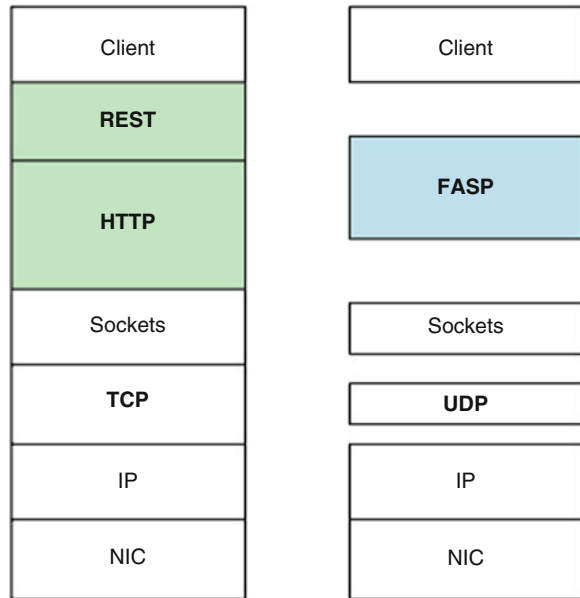 Client
REST
HTTP
Sockets
TCP
IP
NIC
Client
FASP
Sockets
UDP
IP
NIC